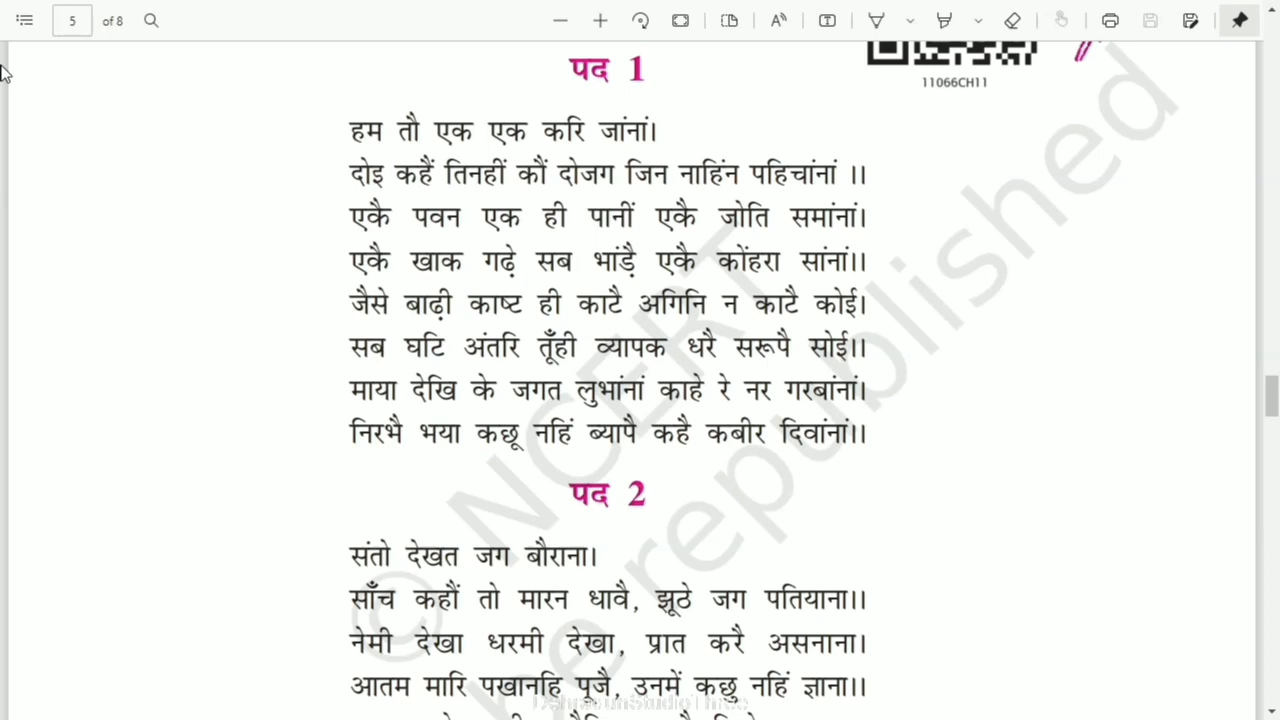 5 of 8
11066CH11
पद 1
हम तौ एक एक करि जांनां।
दोइ कहैं तिनहीं कौं दोजग जिन नाहिंन पहिचांनां ।।
एकै पवन एक ही पानीं एकै जोति समांनां।
एकै खाक गढ़े सब भांड़ै एकै कोंहरा सांनां।।
जैसे बाढ़ी काष्ट ही काटै अगिनि न काटै कोई।
सब घटि अंतरि तूँही व्यापक धरै सरूपै सोई।।
माया देखि के जगत लुभांनां काहे रे नर गरबांनां।
निरभै भया कछू नहिं ब्यापै कहै कबीर दिवांनां।।
पद 2
संतो देखत जग बौराना।
साँच कहौं तो मारन धावै, झूठे जग पतियाना।।
नेमी देखा धरमी देखा, प्रात करै असनाना।
आतम मारि पखानहि पूजै, उनमें कछु नहिं ज्ञाना।।
© NCERT
be republished